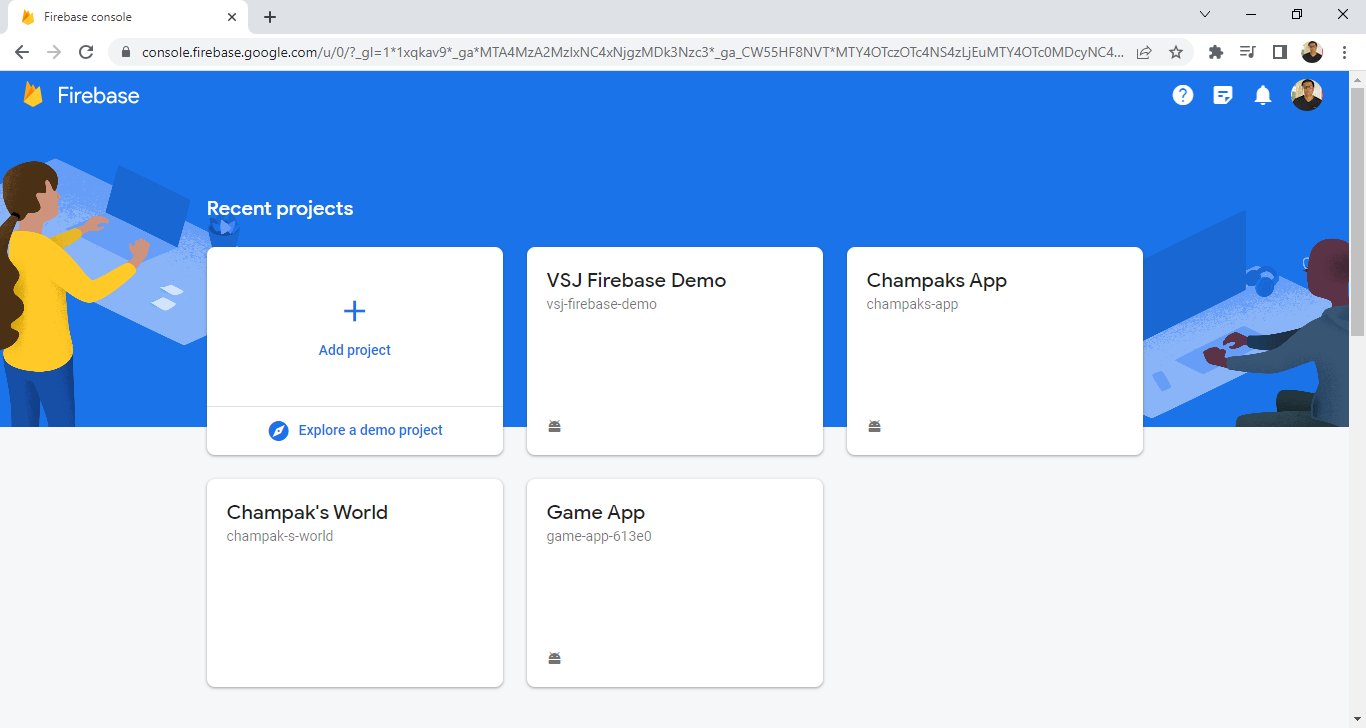 Firebase console
console.firebase.google.com/u/0/?_gl=1*1xqkav9*_ga*MTA4MzA2MzIxNC4xNjgzMDk3Nzc3*_ga_CW55HF8NVT*MTY4OTczOTc4NS4zLjEuMTY4OTc0MDcyNC4...
Firebase
Recent projects
Add project
Explore a demo project
VSJ Firebase Demo
vsj-firebase-demo
Champaks App
champaks-app
Champak's World
champak-s-world
Game App
game-app-613e0